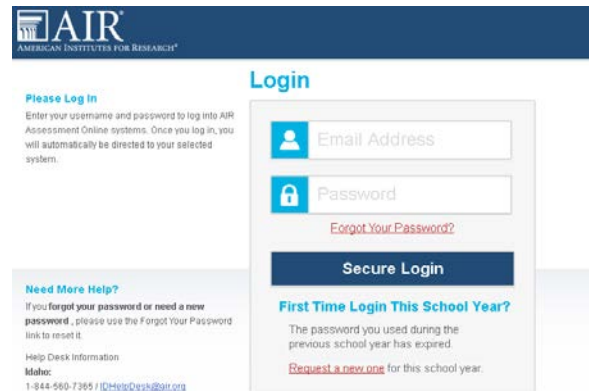 AIR
AMERICAN INSTITUTES FOR RESEARCH®
Please Log In
Enter your username and password to log into AIR
Assessment Online systems. Once you log in, you
will automatically be directed to your selected
system.
Need More Help?
If you forgot your password or need a new
password , please use the Forgot Your Password
link to reset it.
Help Desk Information
Idaho:
1-844-560-7365 / IDHelpDesk@air.org
Login
Email Address
Password
Forgot Your Password?
Secure Login
First Time Login This School Year?
The password you used during the
previous school year has expired.
Request a new one for this school year.